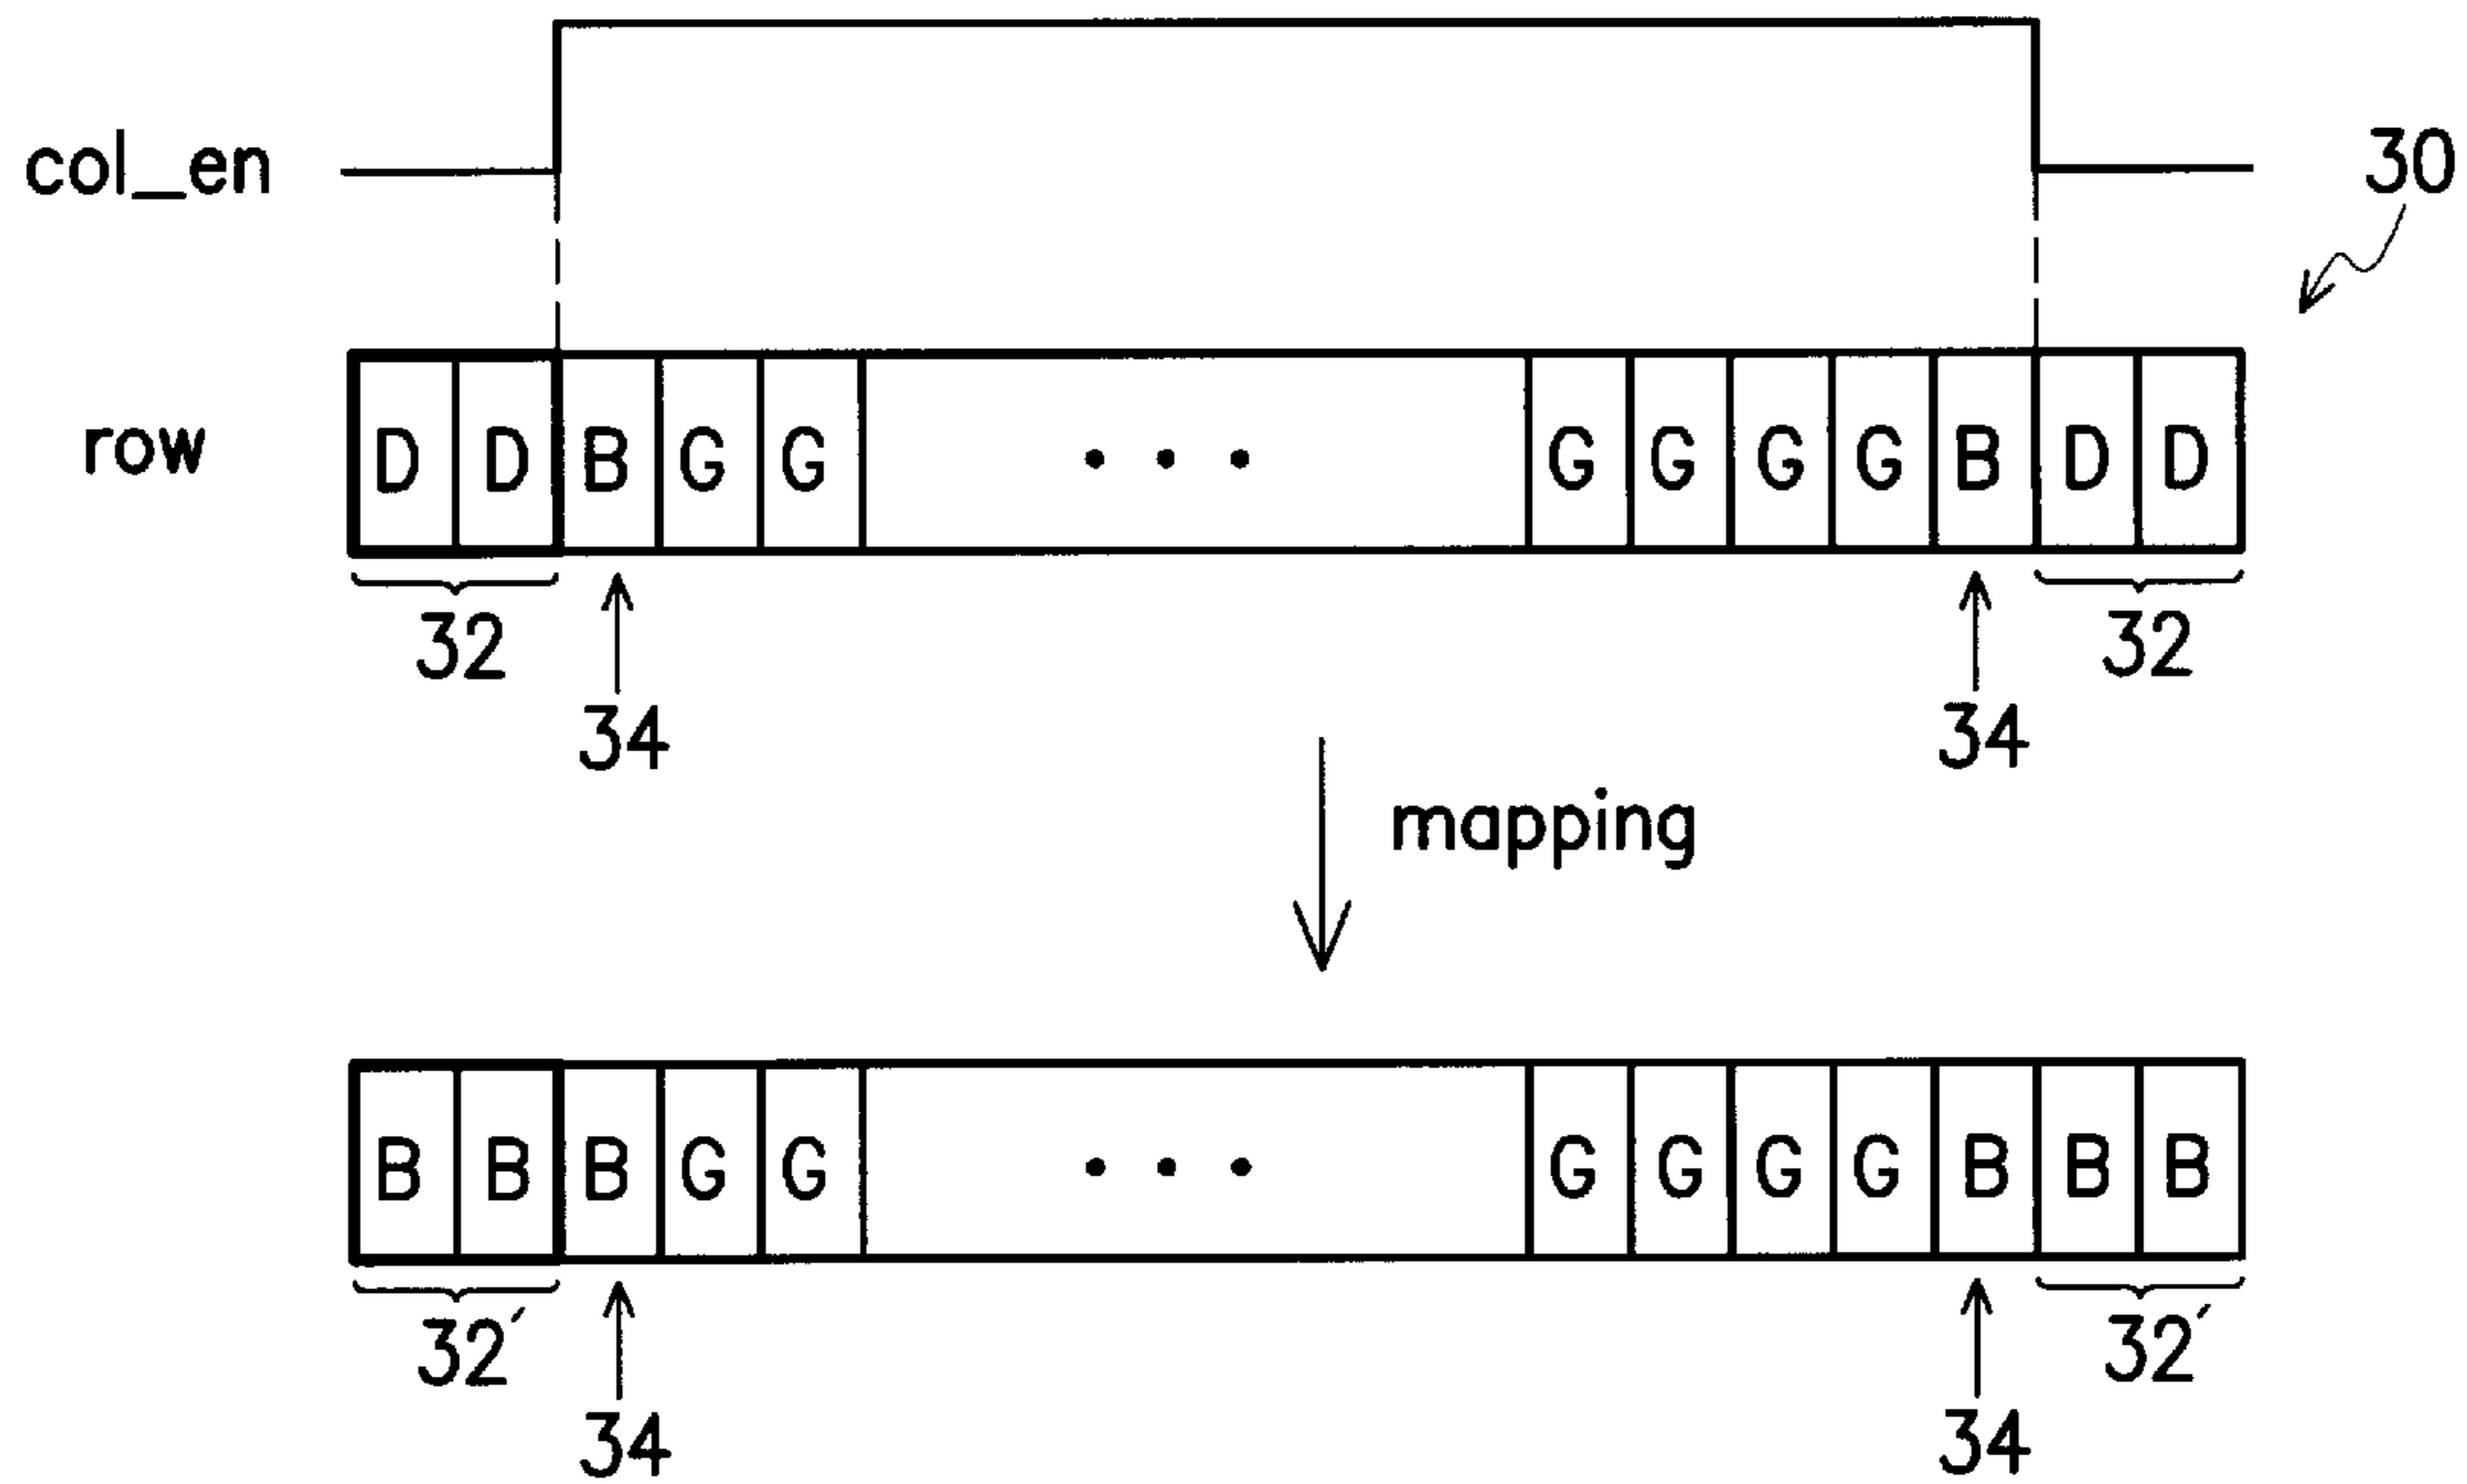 col_en
30
row D D B G G • • • G G G G B D D
32 34 34 32
mapping
B B B G G • • • G G G G B B B
32′ 34 34 32′